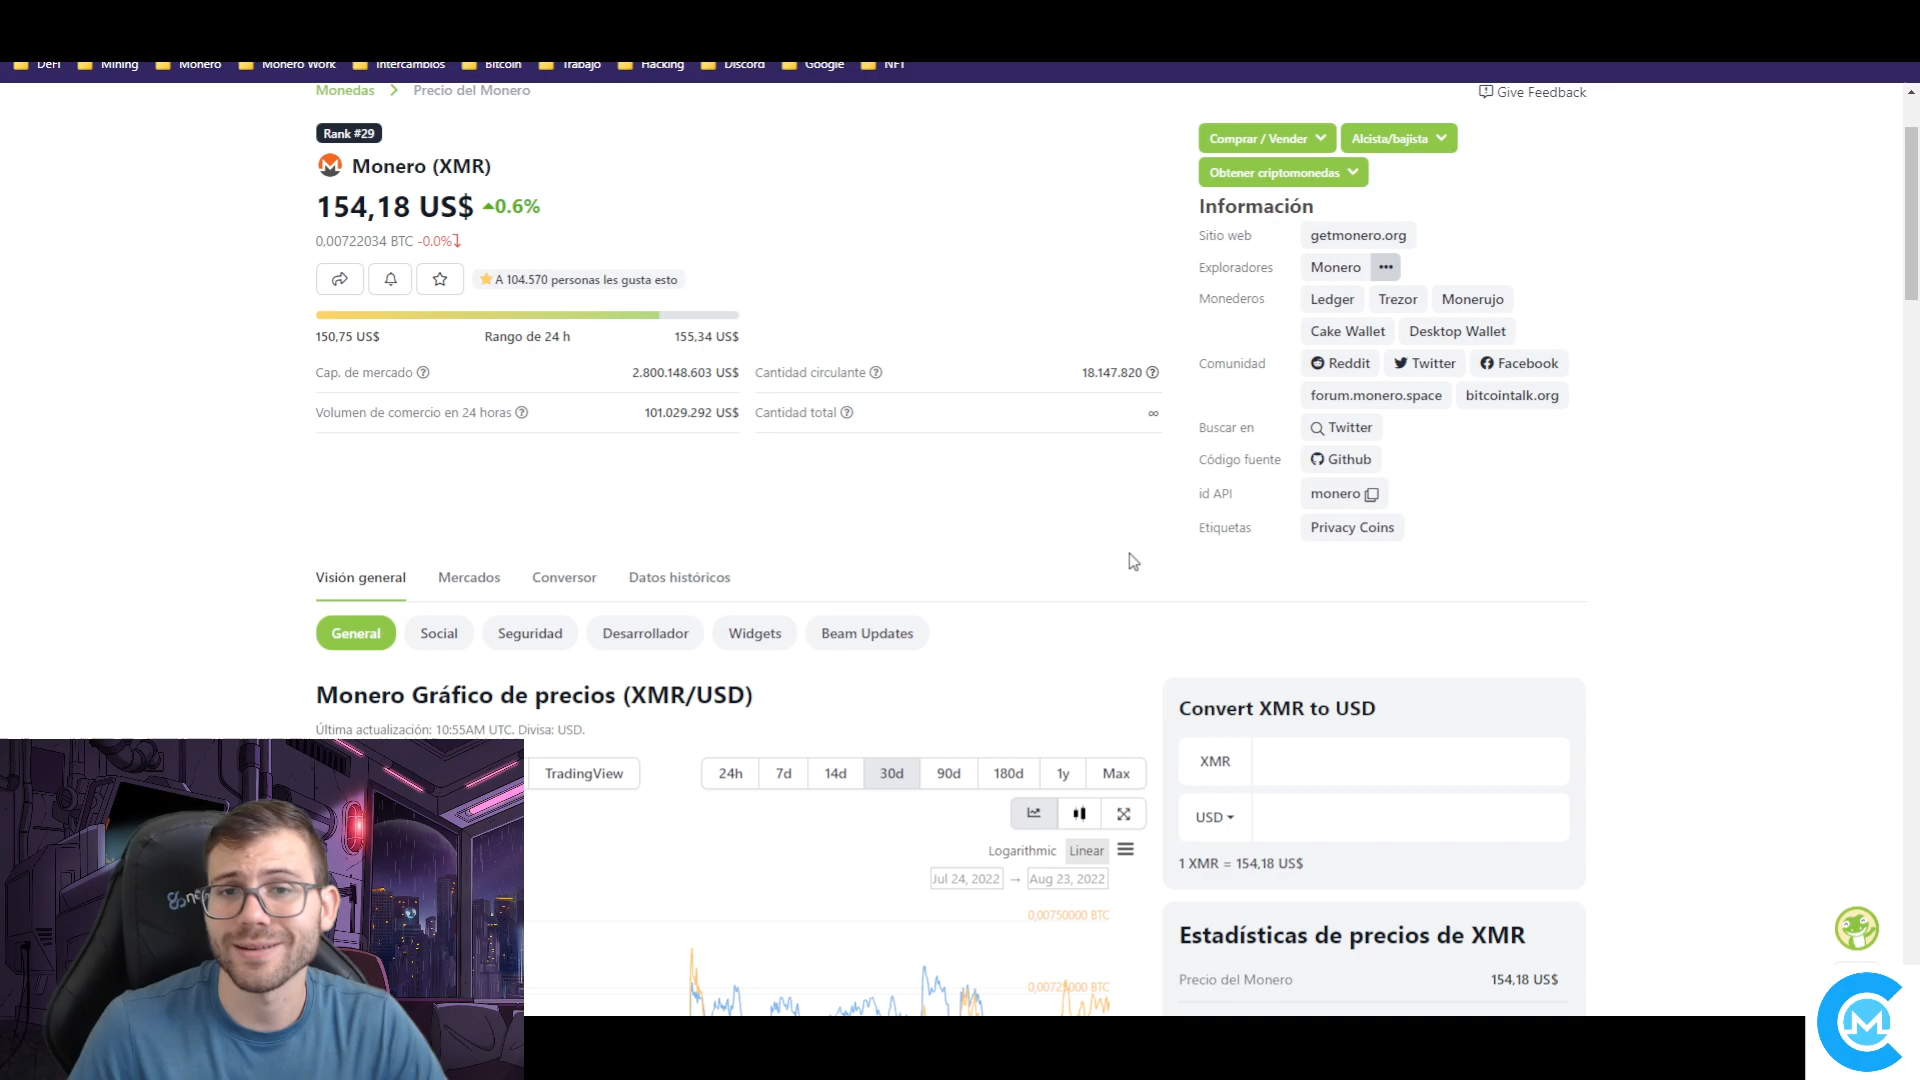 DeFi Mining Monero Monero Work Intercambios Bitcoin Trabajo Hacking Discord Google NFT
Monedas Precio del Monero
Give Feedback
Rank #29
Monero (XMR)
154,18 US$ 0.6%
0,00722034 BTC -0.0%
A 104.570 personas les gusta esto
150,75 US$ Rango de 24 h 155,34 US$
Cap. de mercado 2.800.148.603 US$
Cantidad circulante 18.147.820
Volumen de comercio en 24 horas 101.029.292 US$
Cantidad total ∞
Comprar / Vender Alcista/bajista
Obtener criptomonedas
Información
Sitio web getmonero.org
Exploradores Monero •••
Monederos Ledger Trezor Monerujo
Cake Wallet Desktop Wallet
Comunidad Reddit Twitter Facebook
forum.monero.space bitcointalk.org
Buscar en Twitter
Código fuente Github
id API monero
Etiquetas Privacy Coins
Visión general Mercados Conversor Datos históricos
General Social Seguridad Desarrollador Widgets Beam Updates
Monero Gráfico de precios (XMR/USD)
Última actualización: 10:55AM UTC. Divisa: USD.
TradingView
24h 7d 14d 30d 90d 180d 1y Max
Logarithmic Linear
Jul 24, 2022 → Aug 23, 2022
0,00750000 BTC
0,00725000 BTC
Convert XMR to USD
XMR
USD
1 XMR = 154,18 US$
Estadísticas de precios de XMR
Precio del Monero 154,18 US$